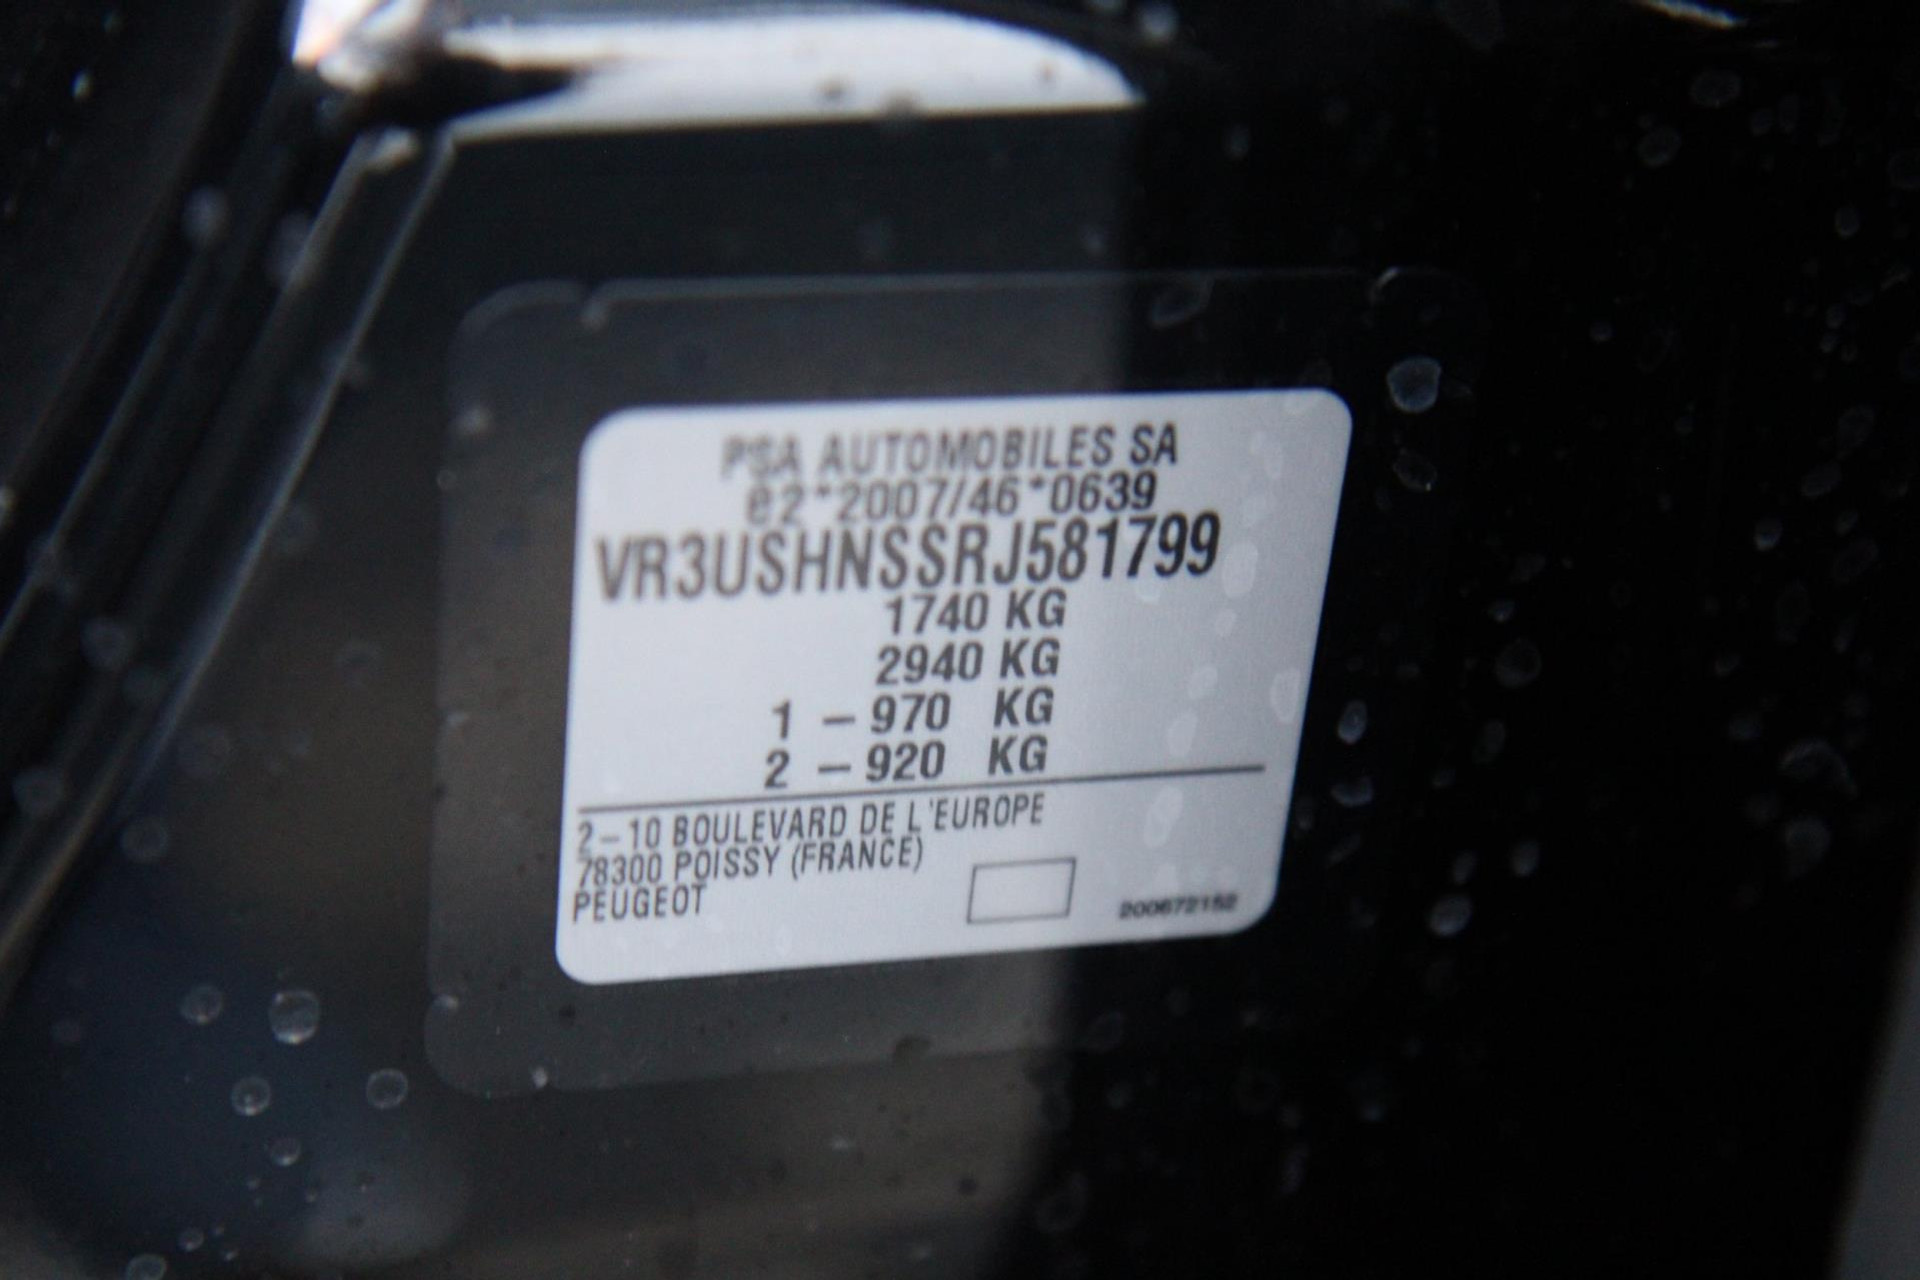 PSA AUTOMOBILES SA
e2*2007/46*0639
VR3USHNSSRJ581799
1740 KG
2940 KG
1 – 970 KG
2 – 920 KG
2–10 BOULEVARD DE L'EUROPE
78300 POISSY (FRANCE)
PEUGEOT
200672152